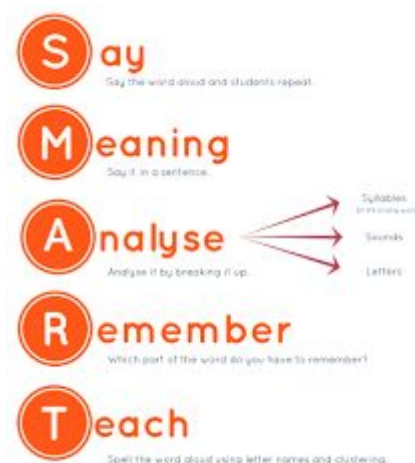 Say
Say the word aloud and students repeat.
Meaning
Say it in a sentence.
Analyse
Syllables
Sounds
Letters
Analyse it by breaking it up.
Remember
Which part of the word do you have to remember?
Teach
Spell the word aloud using letter names and clustering.